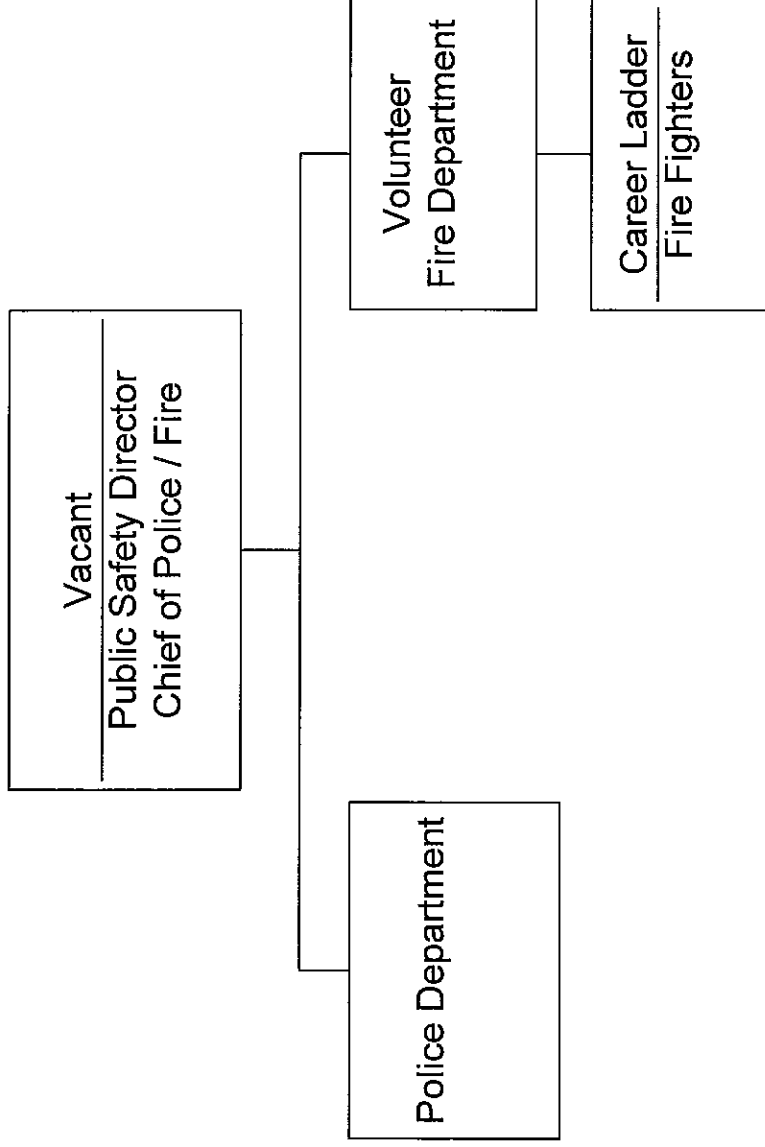 Vacant
Public Safety Director
Chief of Police / Fire
Police Department
Volunteer
Fire Department
Career Ladder
Fire Fighters